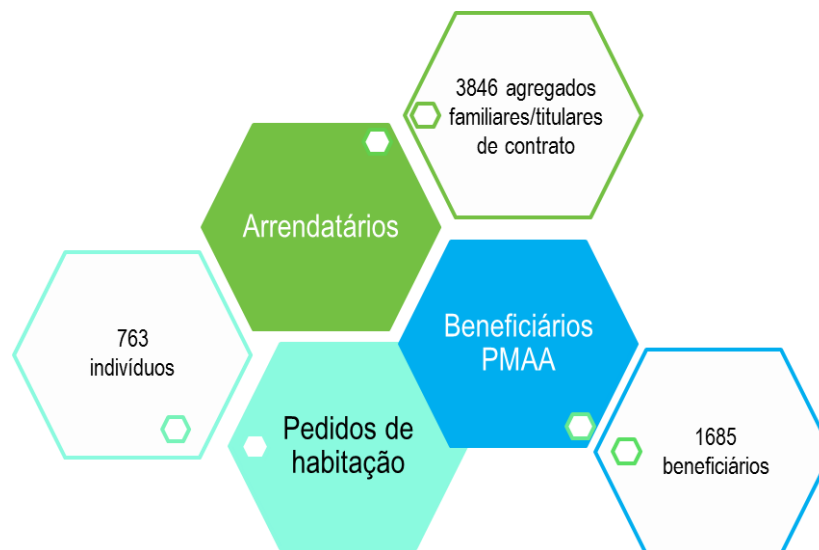 3846 agregados
familiares/titulares
de contrato
Arrendatários
763
indivíduos
Beneficiários
PMAA
Pedidos de
habitação
1685
beneficiários